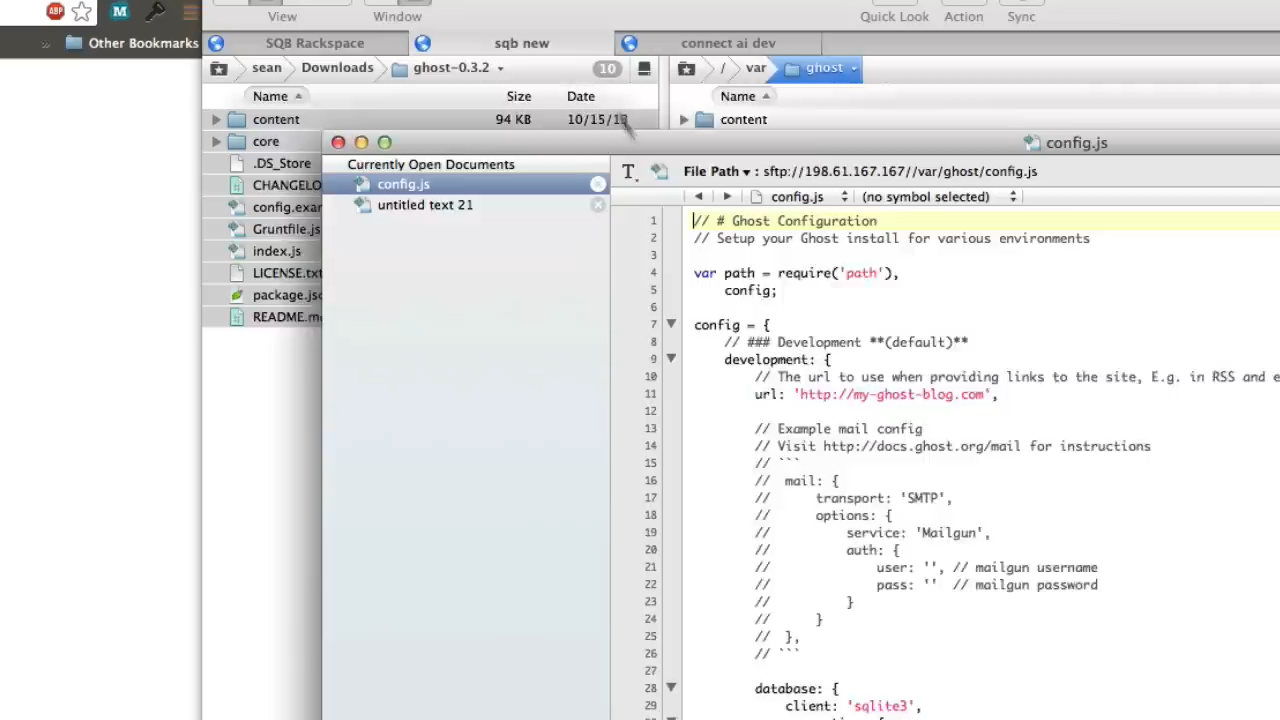 ABP
M
View
Window
Quick Look
Action
Sync
Other Bookmarks
SQB Rackspace
sqb new
connect ai dev
sean
Downloads
ghost-0.3.2
10
/
var
ghost
Name
Size
Date
Name
content
94 KB
10/15/13
content
core
.DS_Store
CHANGELO
config.exar
Gruntfile.js
index.js
LICENSE.txt
package.jsc
README.m
config.js
Currently Open Documents
config.js
untitled text 21
File Path ▾ : sftp://198.61.167.167//var/ghost/config.js
config.js
(no symbol selected)
1 // # Ghost Configuration
2 // Setup your Ghost install for various environments
3
4 var path = require('path'),
5 config;
6
7 config = {
8 // ### Development **(default)**
9 development: {
10 // The url to use when providing links to the site, E.g. in RSS and e
11 url: 'http://my-ghost-blog.com',
12
13 // Example mail config
14 // Visit http://docs.ghost.org/mail for instructions
15 // ```
16 // mail: {
17 // transport: 'SMTP',
18 // options: {
19 // service: 'Mailgun',
20 // auth: {
21 // user: '', // mailgun username
22 // pass: '' // mailgun password
23 // }
24 // }
25 // },
26 // ```
27
28 database: {
29 client: 'sqlite3',